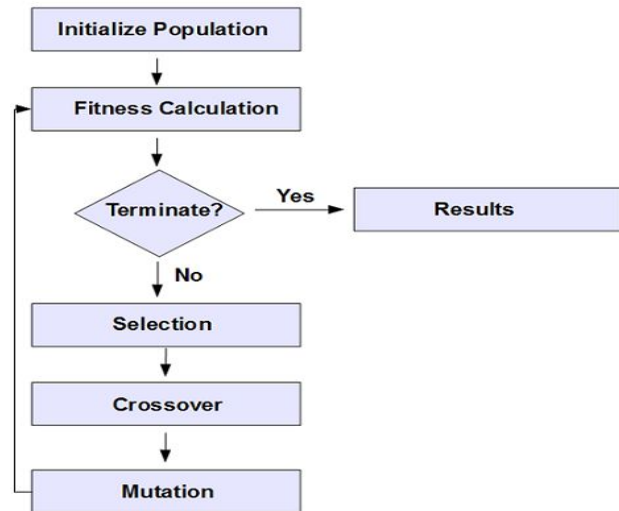 Initialize Population
Fitness Calculation
Terminate?
Yes
Results
No
Selection
Crossover
Mutation